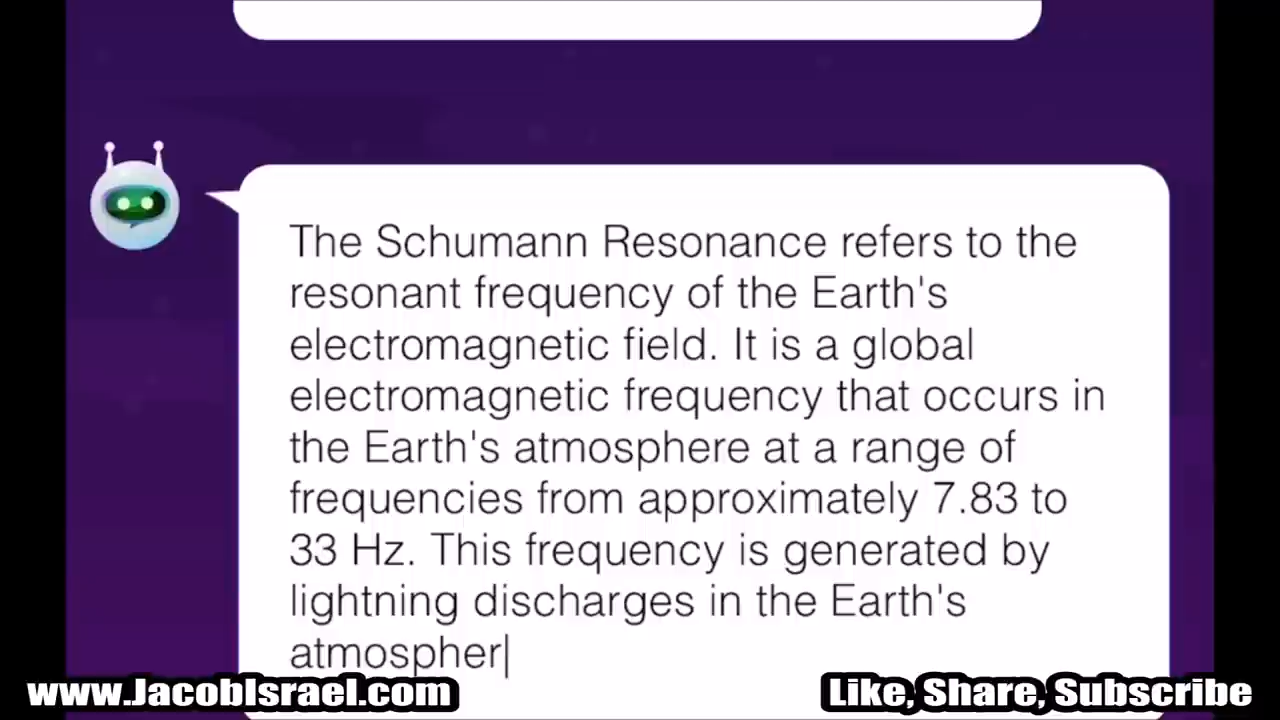 The Schumann Resonance refers to the
resonant frequency of the Earth's
electromagnetic field. It is a global
electromagnetic frequency that occurs in
the Earth's atmosphere at a range of
frequencies from approximately 7.83 to
33 Hz. This frequency is generated by
lightning discharges in the Earth's
atmospher
www.JacobIsrael.com
Like, Share, Subscribe